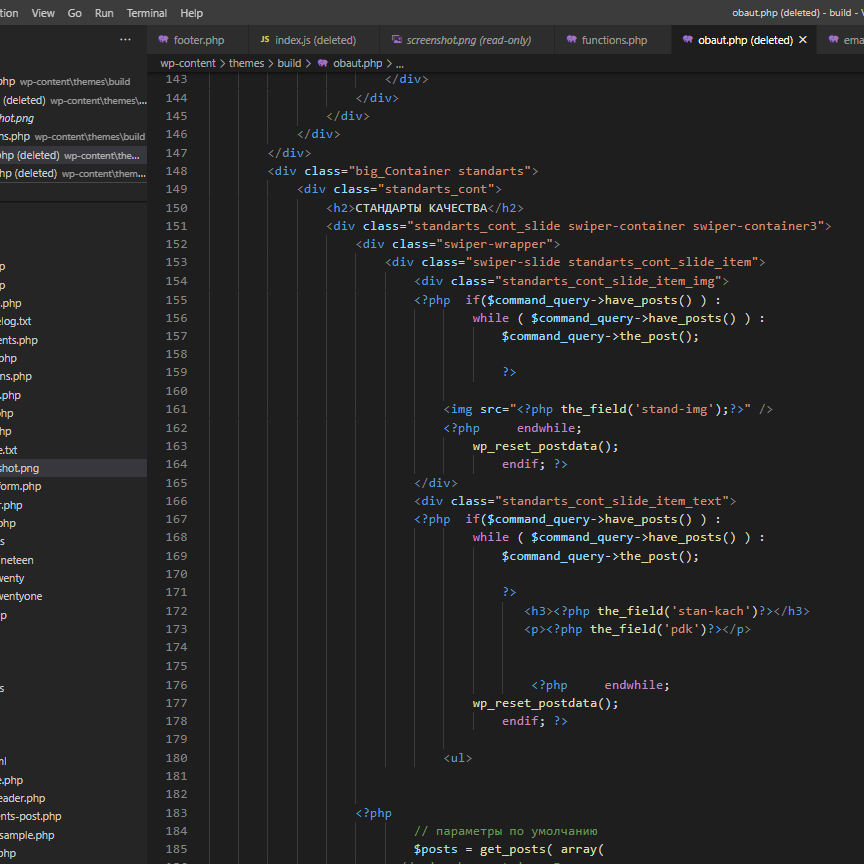 tion View Go Run Terminal Help obaut.php (deleted) - build - V
... footer.php JS index.js (deleted) screenshot.png (read-only) functions.php obaut.php (deleted) × ema
wp-content > themes > build > obaut.php > ...
php wp-content\themes\build
(deleted) wp-content\themes\...
hot.png
ns.php wp-content\themes\build
hp (deleted) wp-content\the...
hp (deleted) wp-content\them...
p
p
.php
elog.txt
ents.php
php
ns.php
.php
hp
hp
e.txt
shot.png
form.php
r.php
php
s
neteen
wenty
wentyone
p
s
ml
e.php
eader.php
ents-post.php
sample.php
php
143 </div>
144 </div>
145 </div>
146 </div>
147 </div>
148 <div class="big_Container standarts">
149 <div class="standarts_cont">
150 <h2>СТАНДАРТЫ КАЧЕСТВА</h2>
151 <div class="standarts_cont_slide swiper-container swiper-container3">
152 <div class="swiper-wrapper">
153 <div class="swiper-slide standarts_cont_slide_item">
154 <div class="standarts_cont_slide_item_img">
155 <?php if($command_query->have_posts() ) :
156 while ( $command_query->have_posts() ) :
157 $command_query->the_post();
158
159 ?>
160
161 <img src="<?php the_field('stand-img');?>" />
162 <?php endwhile;
163 wp_reset_postdata();
164 endif; ?>
165 </div>
166 <div class="standarts_cont_slide_item_text">
167 <?php if($command_query->have_posts() ) :
168 while ( $command_query->have_posts() ) :
169 $command_query->the_post();
170
171 ?>
172 <h3><?php the_field('stan-kach')?></h3>
173 <p><?php the_field('pdk')?></p>
174
175
176 <?php endwhile;
177 wp_reset_postdata();
178 endif; ?>
179
180 <ul>
181
182
183 <?php
184 // параметры по умолчанию
185 $posts = get_posts( array(